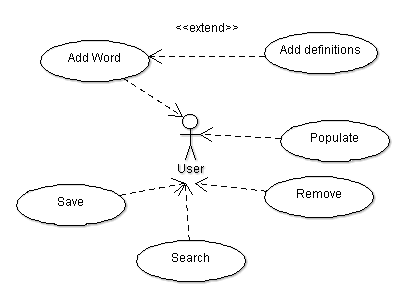 <<extend>>
Add Word
Add definitions
Populate
User
Save
Remove
Search